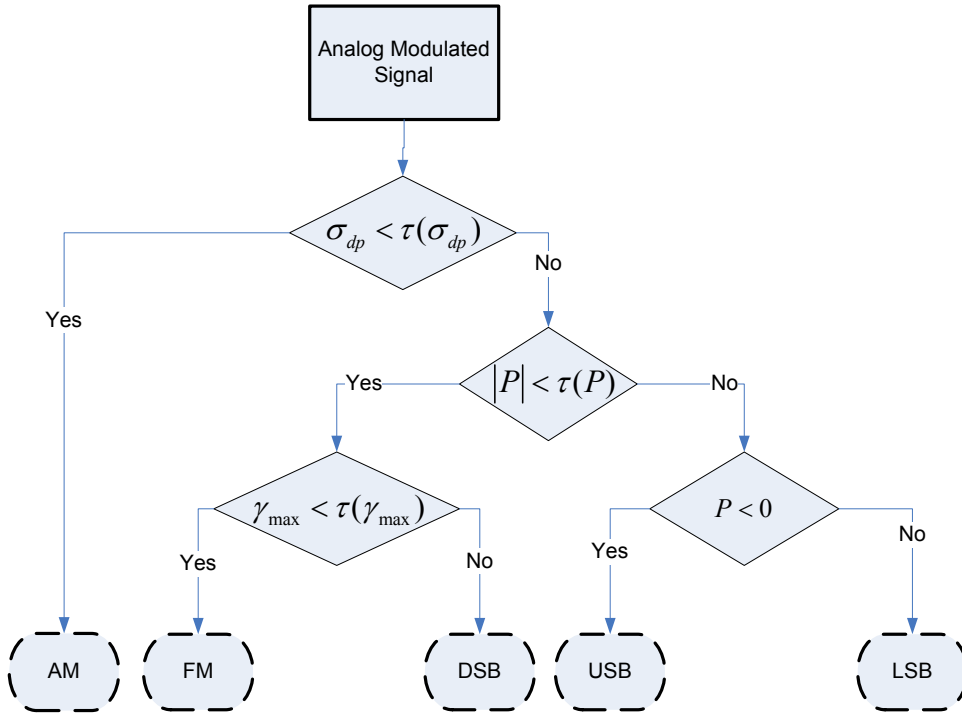 Analog Modulated
Signal
σ_dp < τ(σ_dp)
No
Yes
|P| < τ(P)
Yes
No
γ_max < τ(γ_max)
P < 0
Yes
No
Yes
No
AM
FM
DSB
USB
LSB